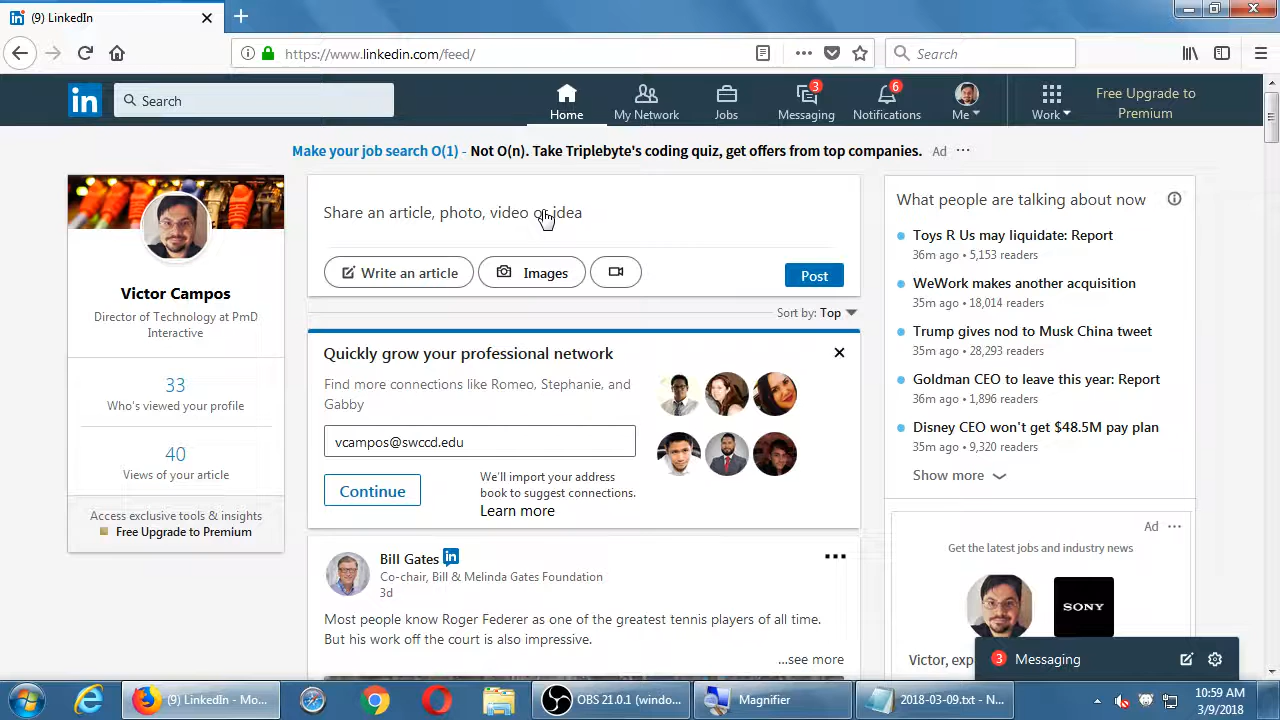 (9) LinkedIn
https://www.linkedin.com/feed/
Search
in
Search
Home
My Network
Jobs
3
Messaging
6
Notifications
Me
Work
Free Upgrade to
Premium
Make your job search O(1) - Not O(n). Take Triplebyte's coding quiz, get offers from top companies. Ad
Victor Campos
Director of Technology at PmD
Interactive
33
Who's viewed your profile
40
Views of your article
Access exclusive tools & insights
Free Upgrade to Premium
Share an article, photo, video or idea
Write an article
Images
Post
Sort by: Top
Quickly grow your professional network
Find more connections like Romeo, Stephanie, and
Gabby
vcampos@swccd.edu
Continue
We'll import your address
book to suggest connections.
Learn more
Bill Gates in
Co-chair, Bill & Melinda Gates Foundation
3d
Most people know Roger Federer as one of the greatest tennis players of all time.
But his work off the court is also impressive.
...see more
What people are talking about now
Toys R Us may liquidate: Report
36m ago • 5,153 readers
WeWork makes another acquisition
35m ago • 18,014 readers
Trump gives nod to Musk China tweet
35m ago • 28,293 readers
Goldman CEO to leave this year: Report
36m ago • 1,896 readers
Disney CEO won't get $48.5M pay plan
35m ago • 9,320 readers
Show more
Ad
Get the latest jobs and industry news
SONY
Victor, exp
3 Messaging
(9) LinkedIn - Mo...
OBS 21.0.1 (windo...
Magnifier
2018-03-09.txt - N...
10:59 AM
3/9/2018